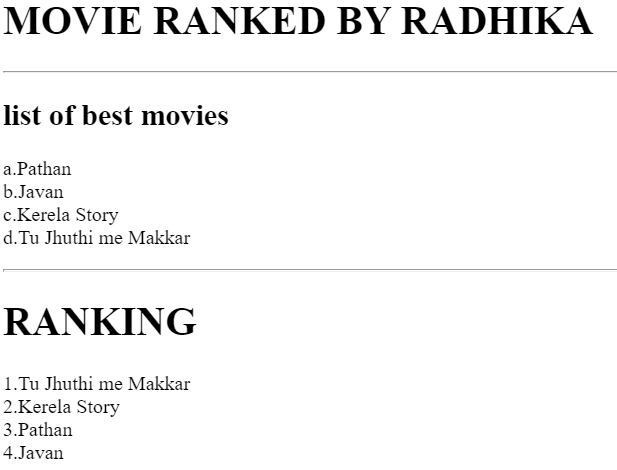 MOVIE RANKED BY RADHIKA
list of best movies
a.Pathan
b.Javan
c.Kerela Story
d.Tu Jhuthi me Makkar
RANKING
1.Tu Jhuthi me Makkar
2.Kerela Story
3.Pathan
4.Javan